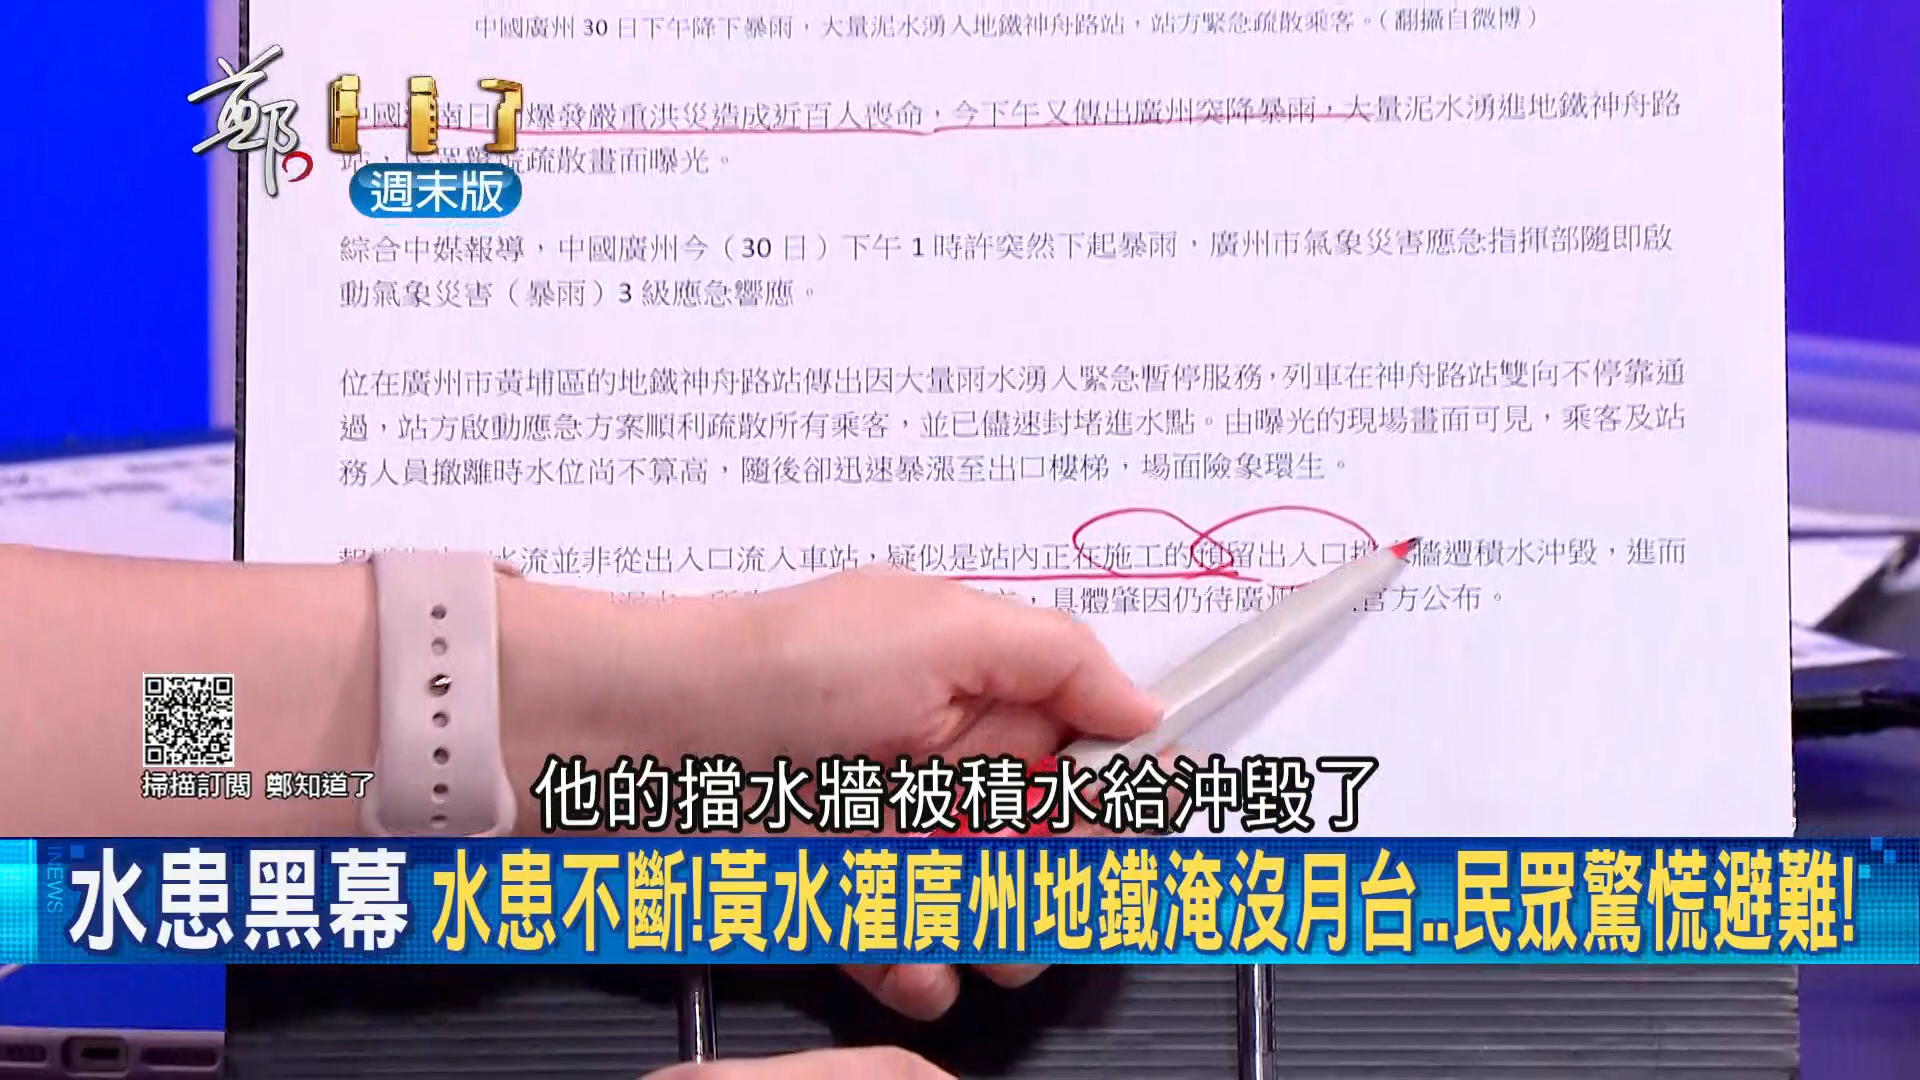 中國廣州 30 日下午降下暴雨，大量泥水湧入地鐵神舟路站，站方緊急疏散乘客。（翻攝自微博）
鄭
週末版
中國 南日 爆發嚴重洪災造成近百人喪命，今下午又傳出廣州突降暴雨，大量泥水湧進地鐵神舟路
站，民眾驚慌疏散畫面曝光。
綜合中媒報導，中國廣州今（30 日）下午 1 時許突然下起暴雨，廣州市氣象災害應急指揮部隨即啟
動氣象災害（暴雨）3 級應急響應。
位在廣州市黃埔區的地鐵神舟路站傳出因大量雨水湧入緊急暫停服務，列車在神舟路站雙向不停靠通
過，站方啟動應急方案順利疏散所有乘客，並已儘速封堵進水點。由曝光的現場畫面可見，乘客及站
務人員撤離時水位尚不算高，隨後卻迅速暴漲至出口樓梯，場面險象環生。
水流並非從出入口流入車站，疑似是站內正在施工的預留出入口擋水牆遭積水沖毀，進而
，具體肇因仍待廣州 官方公布。
掃描訂閱 鄭知道了
他的擋水牆被積水給沖毀了
INEWS
水患黑幕 水患不斷!黃水灌廣州地鐵淹沒月台..民眾驚慌避難!